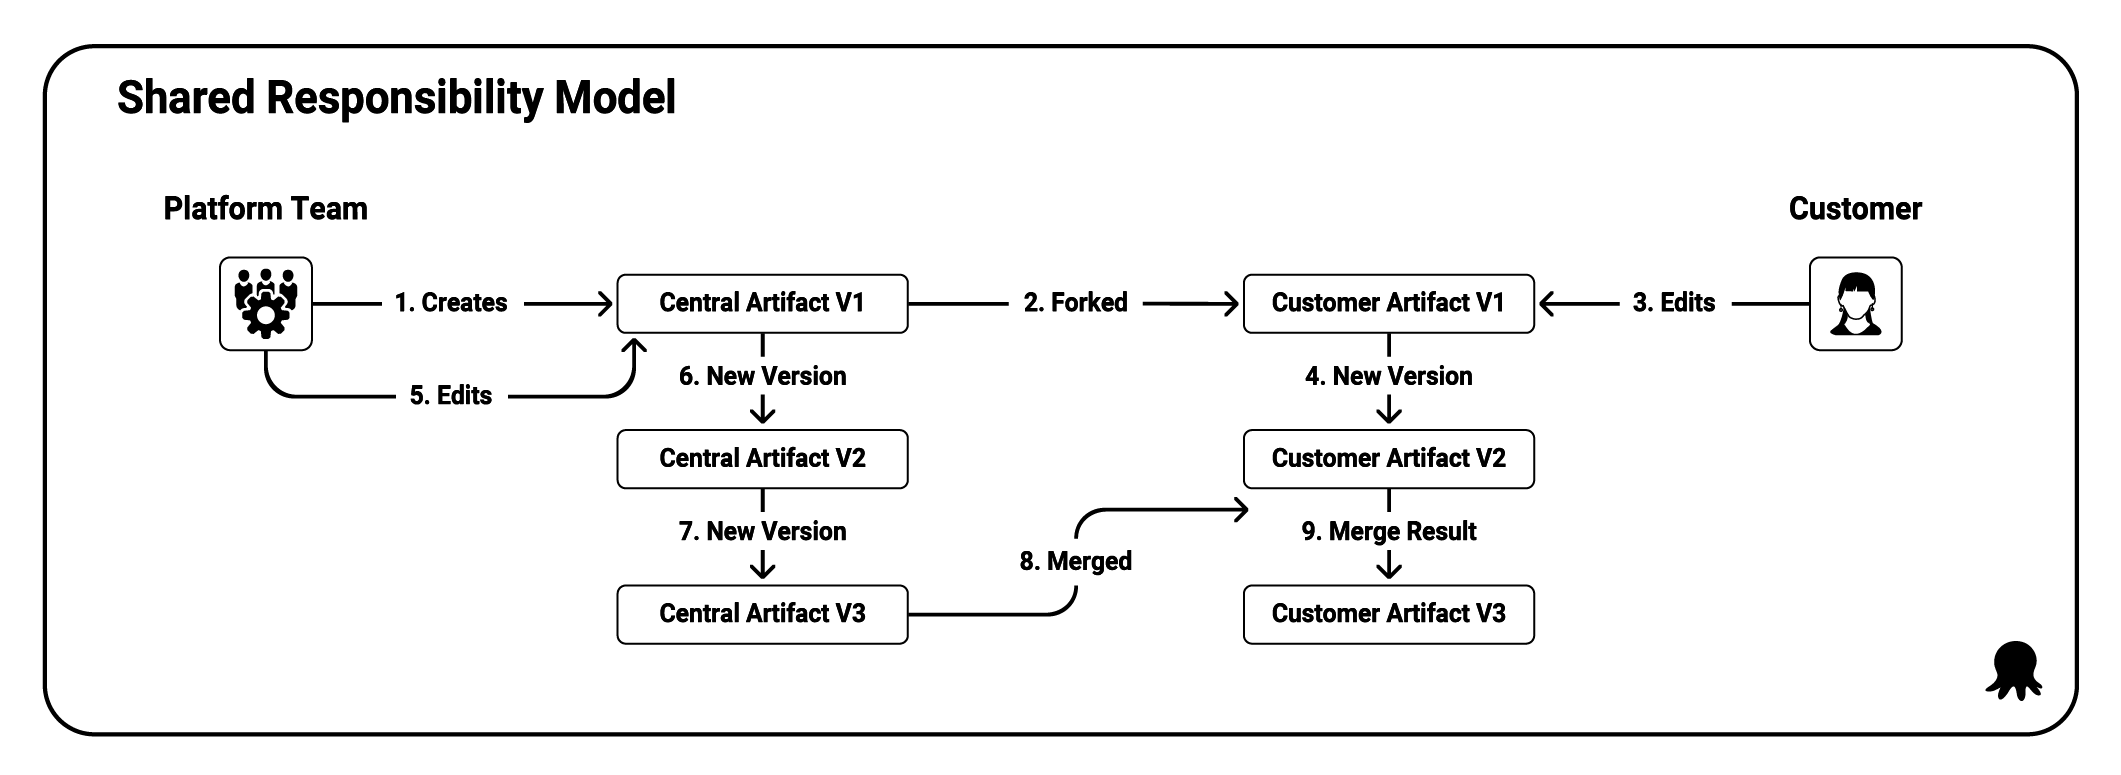 Shared Responsibility Model
Platform Team
Customer
1. Creates
Central Artifact V1
2. Forked
Customer Artifact V1
3. Edits
5. Edits
6. New Version
4. New Version
Central Artifact V2
Customer Artifact V2
7. New Version
8. Merged
9. Merge Result
Central Artifact V3
Customer Artifact V3